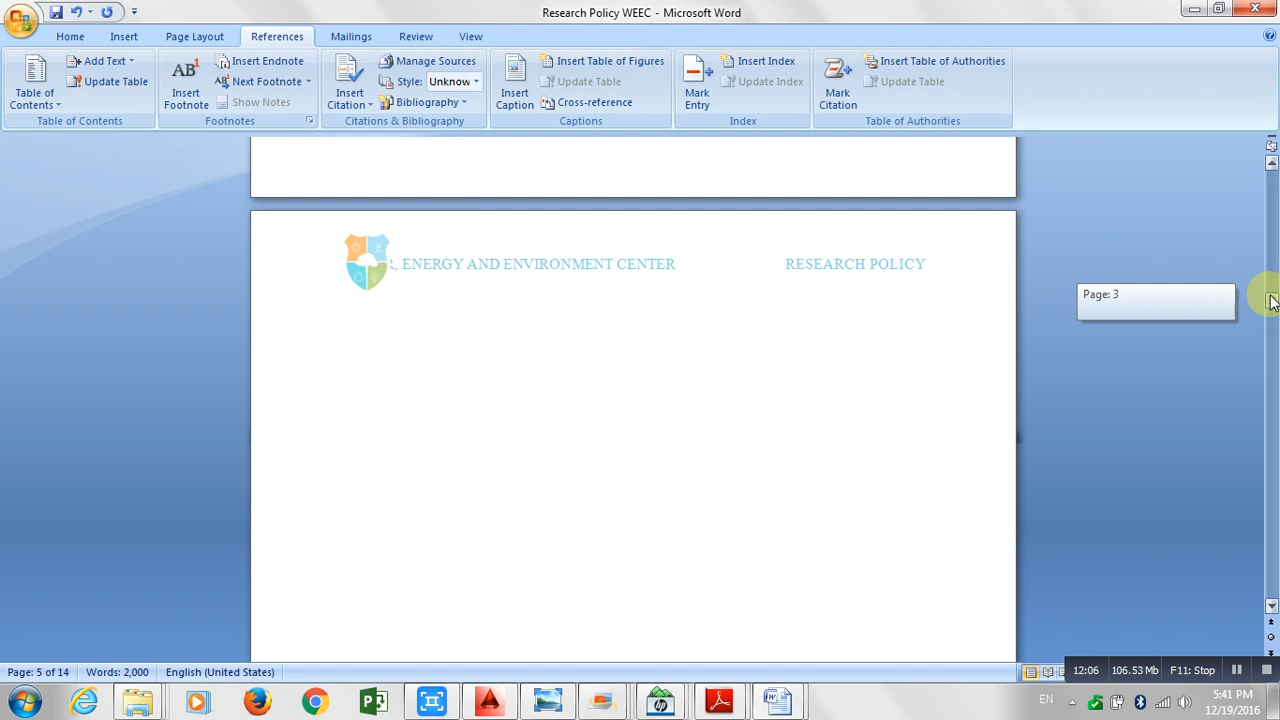 Research Policy WEEC - Microsoft Word
Home Insert Page Layout References Mailings Review View
Table of Contents
Add Text
Update Table
Table of Contents
AB1
Insert Footnote
Insert Endnote
AB1 Next Footnote
Show Notes
Footnotes
Insert Citation
Manage Sources
Style: Unknow
Bibliography
Citations & Bibliography
Insert Caption
Insert Table of Figures
Update Table
Cross-reference
Captions
Mark Entry
Insert Index
Update Index
Index
Mark Citation
Insert Table of Authorities
Update Table
Table of Authorities
, ENERGY AND ENVIRONMENT CENTER RESEARCH POLICY
Page: 3
Page: 5 of 14 Words: 2,000 English (United States)
12:06 106.53 Mb F11: Stop
EN
5:41 PM
12/19/2016